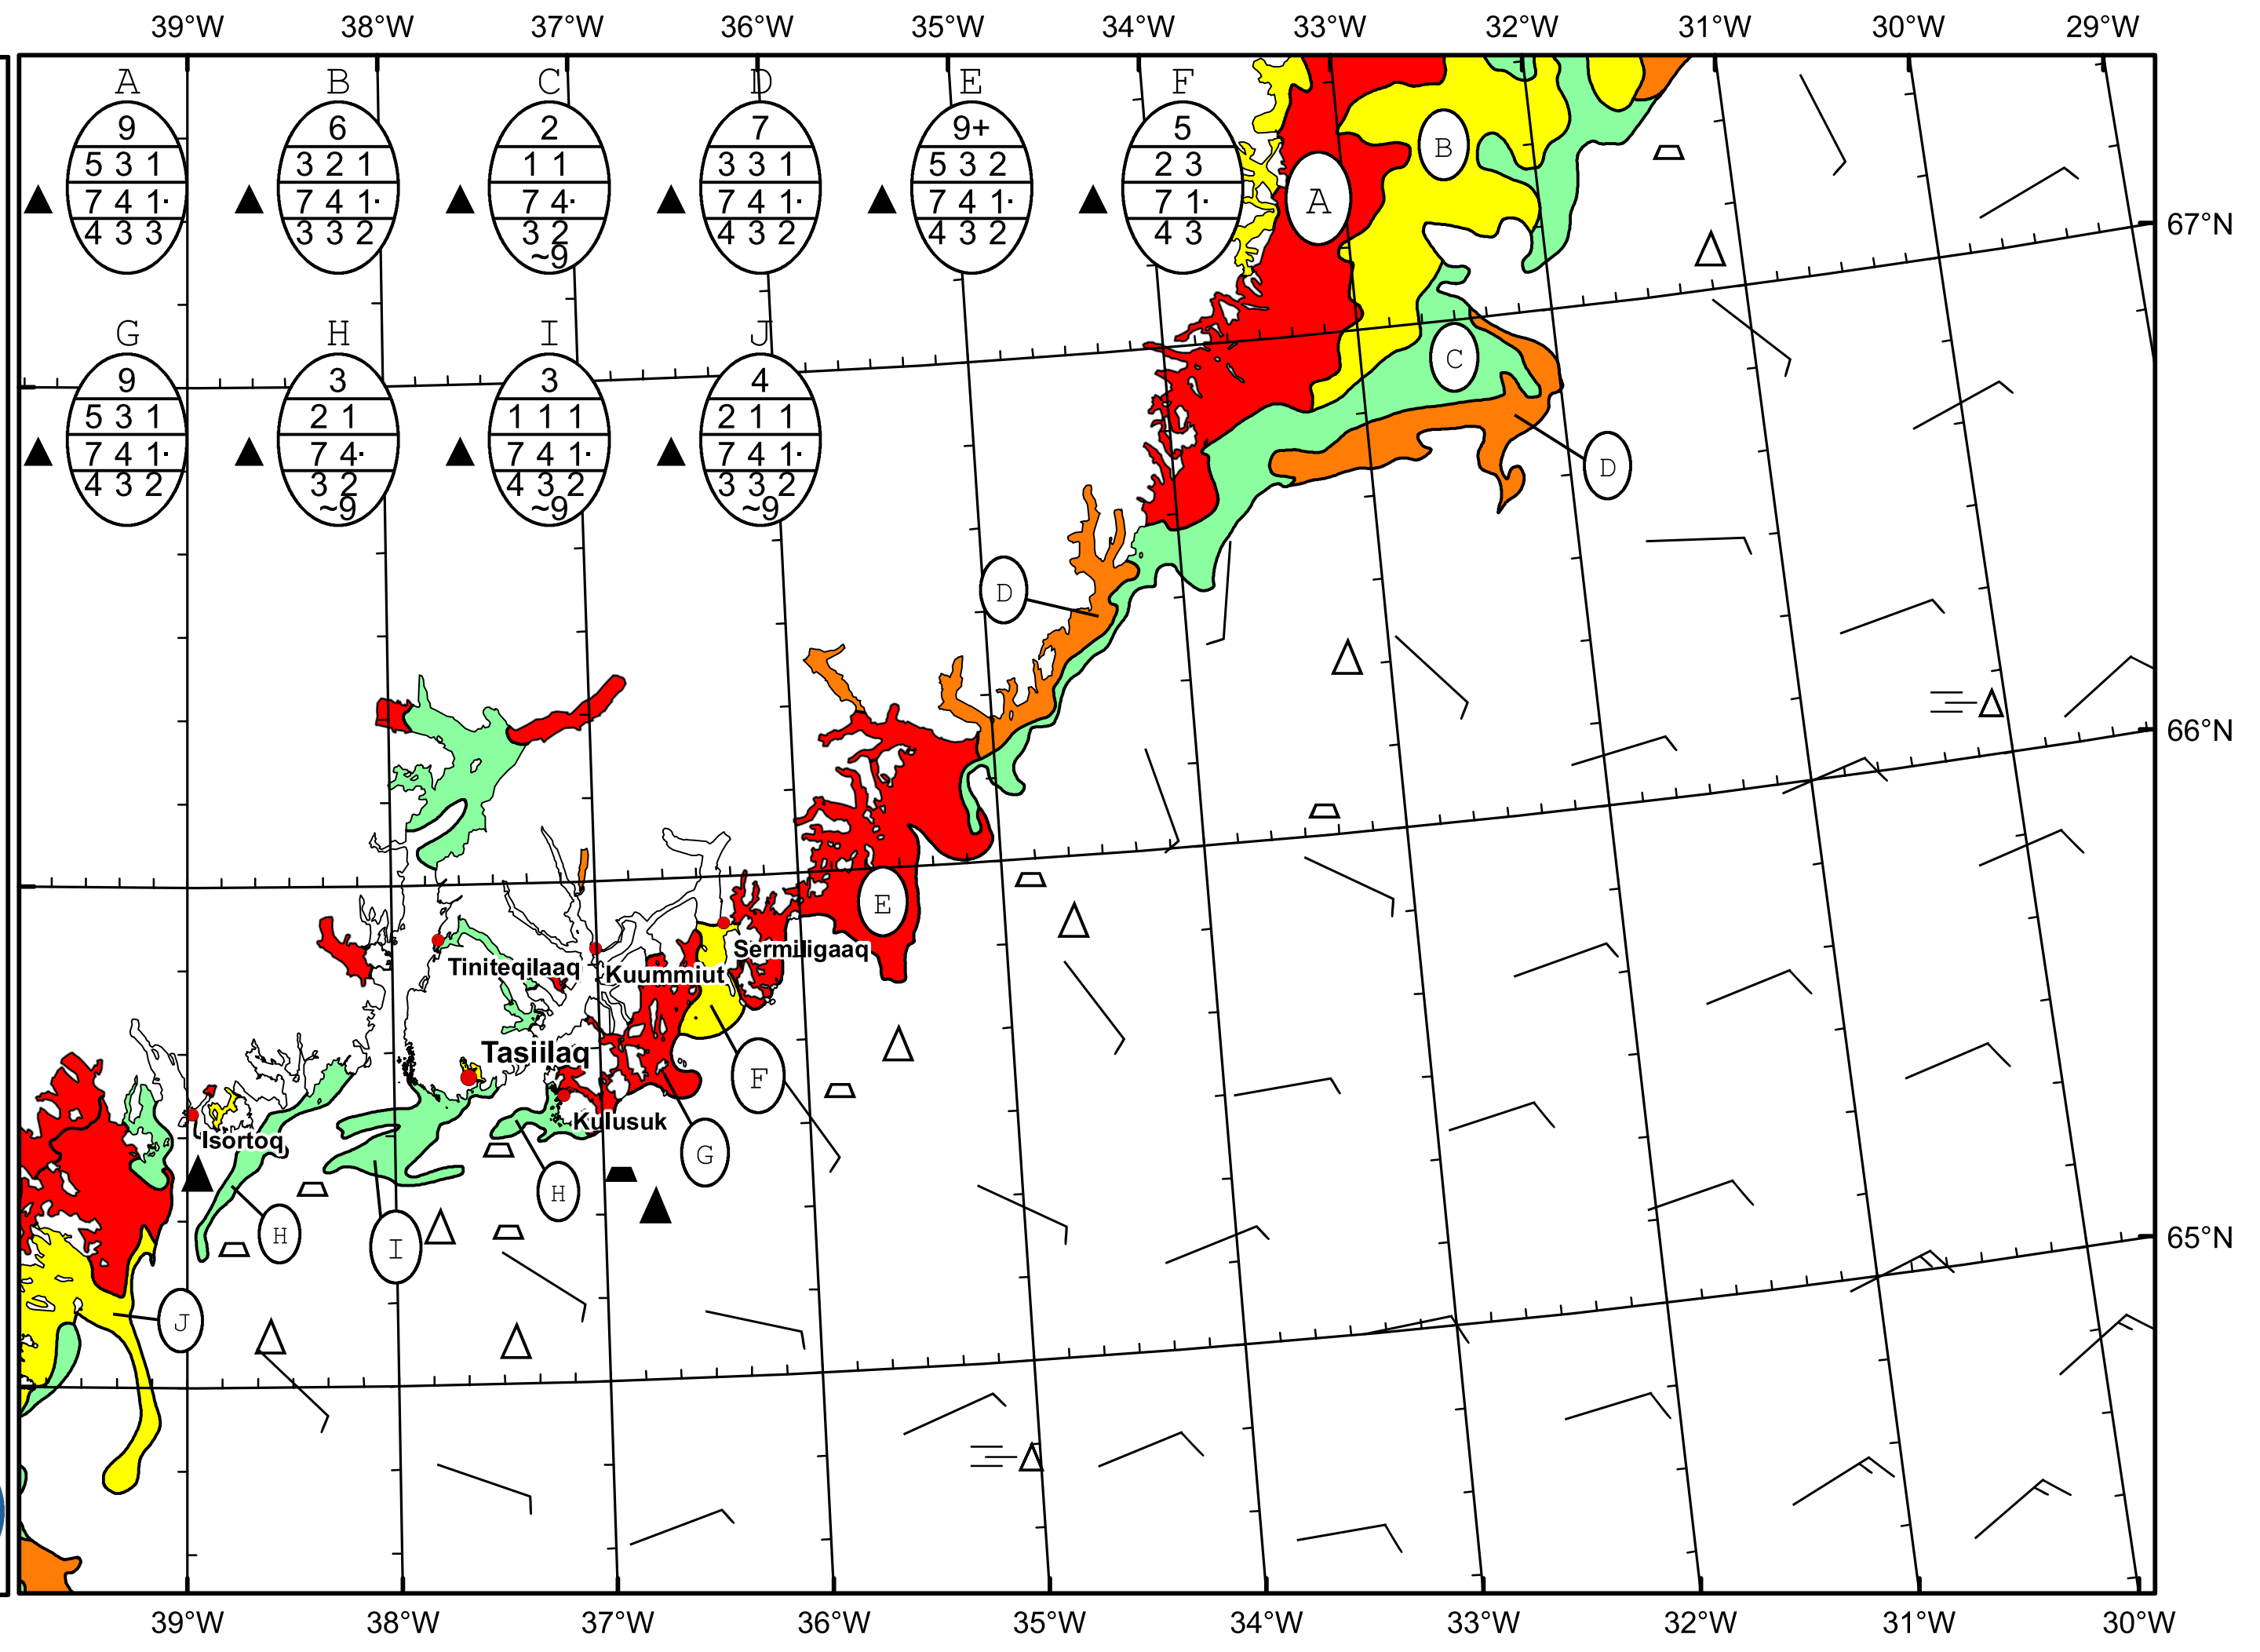 39°W 38°W 37°W 36°W 35°W 34°W 33°W 32°W 31°W 30°W 29°W
A B C D E F
9 6 2 7 9+ 5
5 3 1 3 2 1 1 1 3 3 1 5 3 2 2 3
7 4 1· 7 4 1· 7 4· 7 4 1· 7 4 1· 7 1·
4 3 3 3 3 2 3 2 4 3 2 4 3 2 4 3
~9
B
A
67°N
G H I J
9 3 3 4
5 3 1 2 1 1 1 1 2 1 1
7 4 1· 7 4· 7 4 1· 7 4 1·
4 3 2 3 2 4 3 2 3 3 2
~9 ~9 ~9
C
D
D
66°N
E
Sermiligaaq
Tiniteqilaaq Kuummiut
Tasiilaq
F
Kulusuk
Isortoq
G
H
H
I
65°N
J
39°W 38°W 37°W 36°W 35°W 34°W 33°W 32°W 31°W 30°W